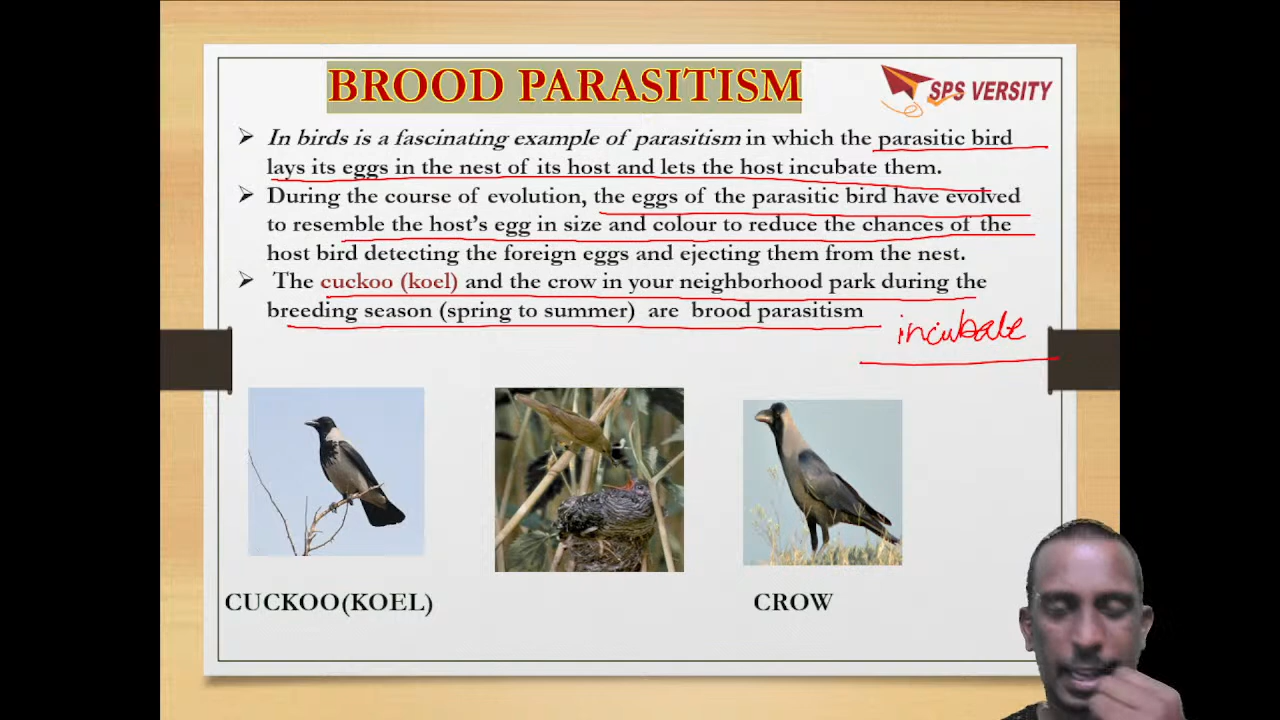 BROOD PARASITISM
SPS VERSITY
In birds is a fascinating example of parasitism in which the parasitic bird
lays its eggs in the nest of its host and lets the host incubate them.
During the course of evolution, the eggs of the parasitic bird have evolved
to resemble the host's egg in size and colour to reduce the chances of the
host bird detecting the foreign eggs and ejecting them from the nest.
The cuckoo (koel) and the crow in your neighborhood park during the
breeding season (spring to summer) are brood parasitism
incubate
CUCKOO(KOEL)
CROW